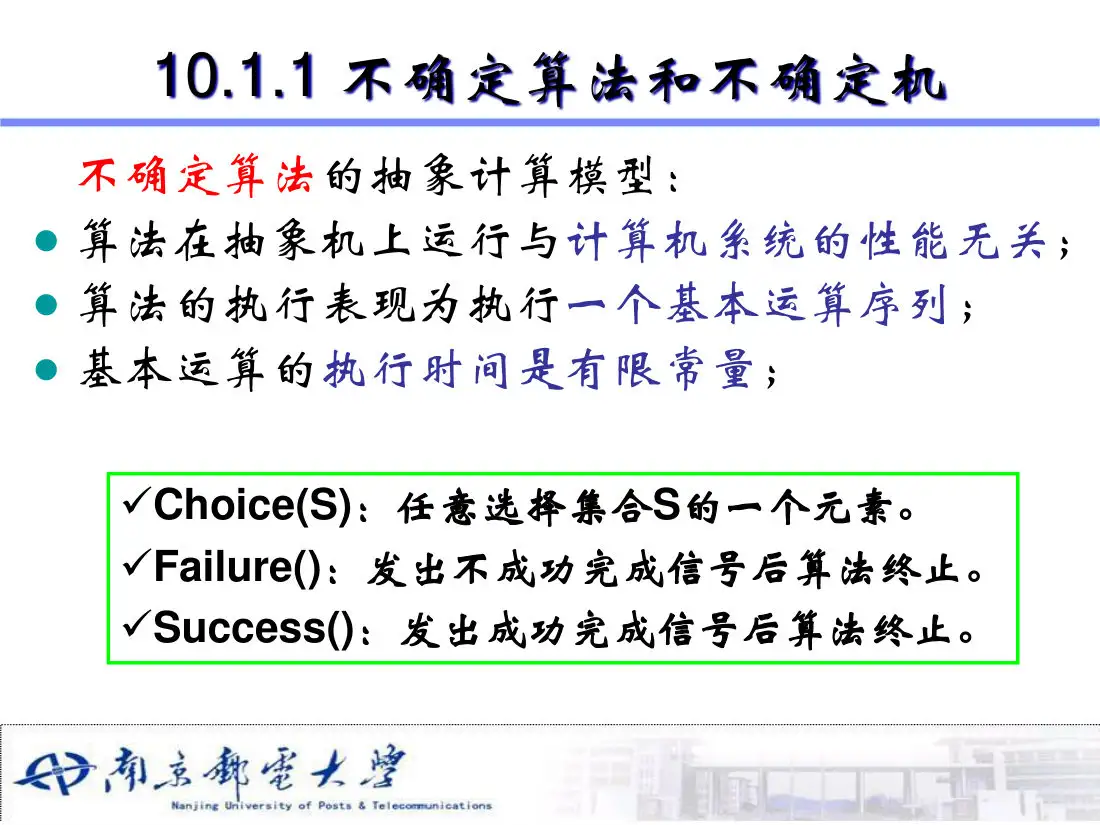 10.1.1 不确定算法和不确定机
不确定算法的抽象计算模型：
● 算法在抽象机上运行与计算机系统的性能无关；
● 算法的执行表现为执行一个基本运算序列；
● 基本运算的执行时间是有限常量；
✓Choice(S)：任意选择集合S的一个元素。
✓Failure()：发出不成功完成信号后算法终止。
✓Success()：发出成功完成信号后算法终止。
南京邮电大学
Nanjing University of Posts & Telecommunications